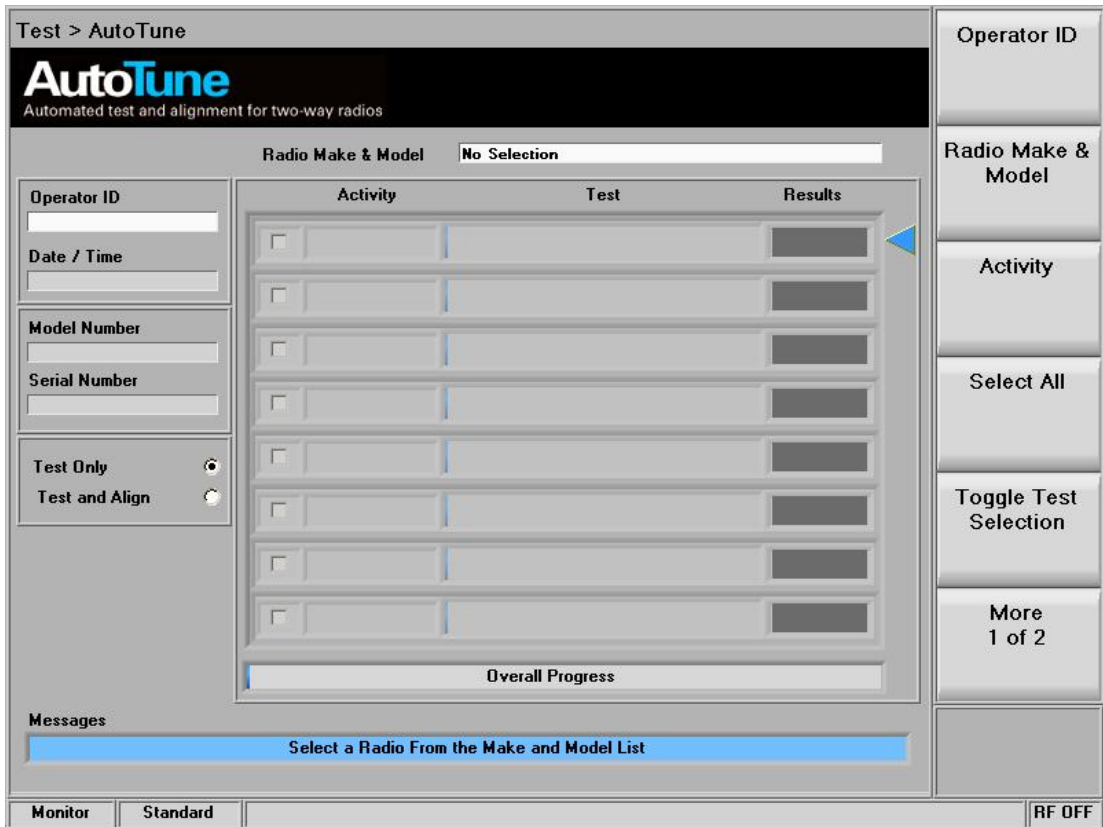 Test > AutoTune
AutoTune
Automated test and alignment for two-way radios
Radio Make & Model
No Selection
Operator ID
Date / Time
Model Number
Serial Number
Test Only
Test and Align
Activity
Test
Results
Overall Progress
Messages
Select a Radio From the Make and Model List
Monitor
Standard
RF OFF
Operator ID
Radio Make &
Model
Activity
Select All
Toggle Test
Selection
More
1 of 2